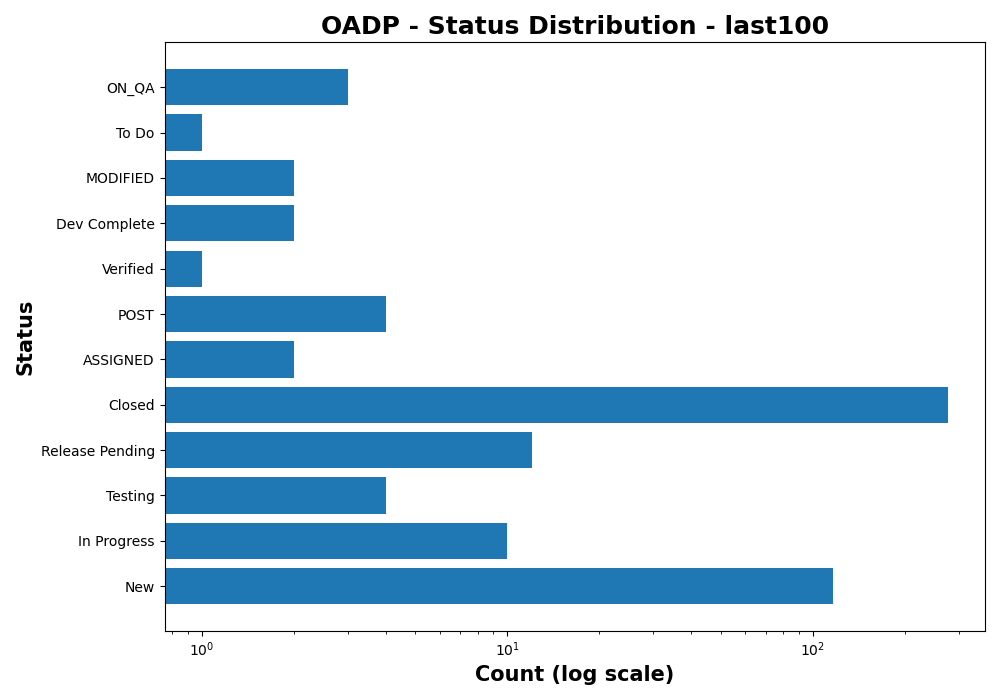 OADP - Status Distribution - last100
ON_QA
To Do
MODIFIED
Dev Complete
Verified
POST
ASSIGNED
Closed
Release Pending
Testing
In Progress
New
Status
10⁰ 10¹ 10²
Count (log scale)